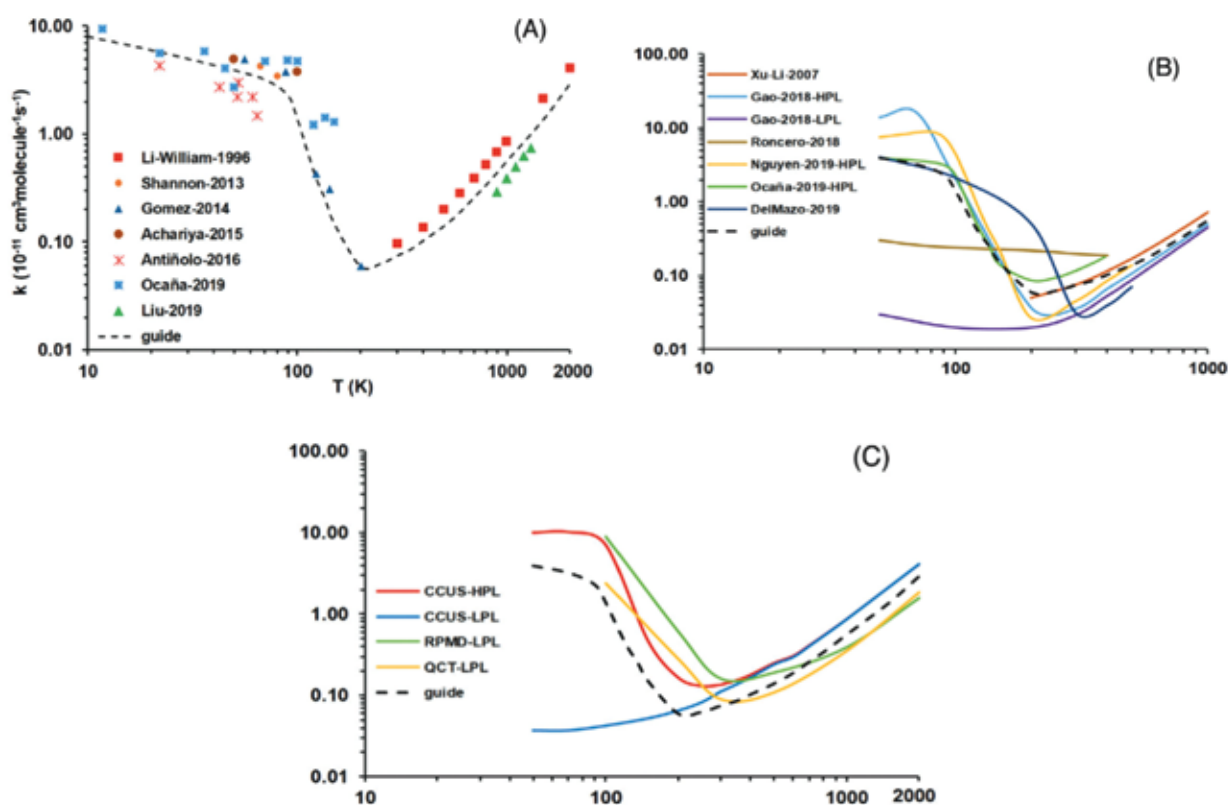 (A)
10.00
1.00
0.10
0.01
k (10⁻¹¹ cm³molecule⁻¹s⁻¹)
Li-William-1996
Shannon-2013
Gomez-2014
Achariya-2015
Antiñolo-2016
Ocaña-2019
Liu-2019
guide
10 100 1000 2000
T (K)
(B)
100.00
10.00
1.00
0.10
0.01
Xu-Li-2007
Gao-2018-HPL
Gao-2018-LPL
Roncero-2018
Nguyen-2019-HPL
Ocaña-2019-HPL
DelMazo-2019
guide
10 100 1000
(C)
100.00
10.00
1.00
0.10
0.01
CCUS-HPL
CCUS-LPL
RPMD-LPL
QCT-LPL
guide
10 100 1000 2000